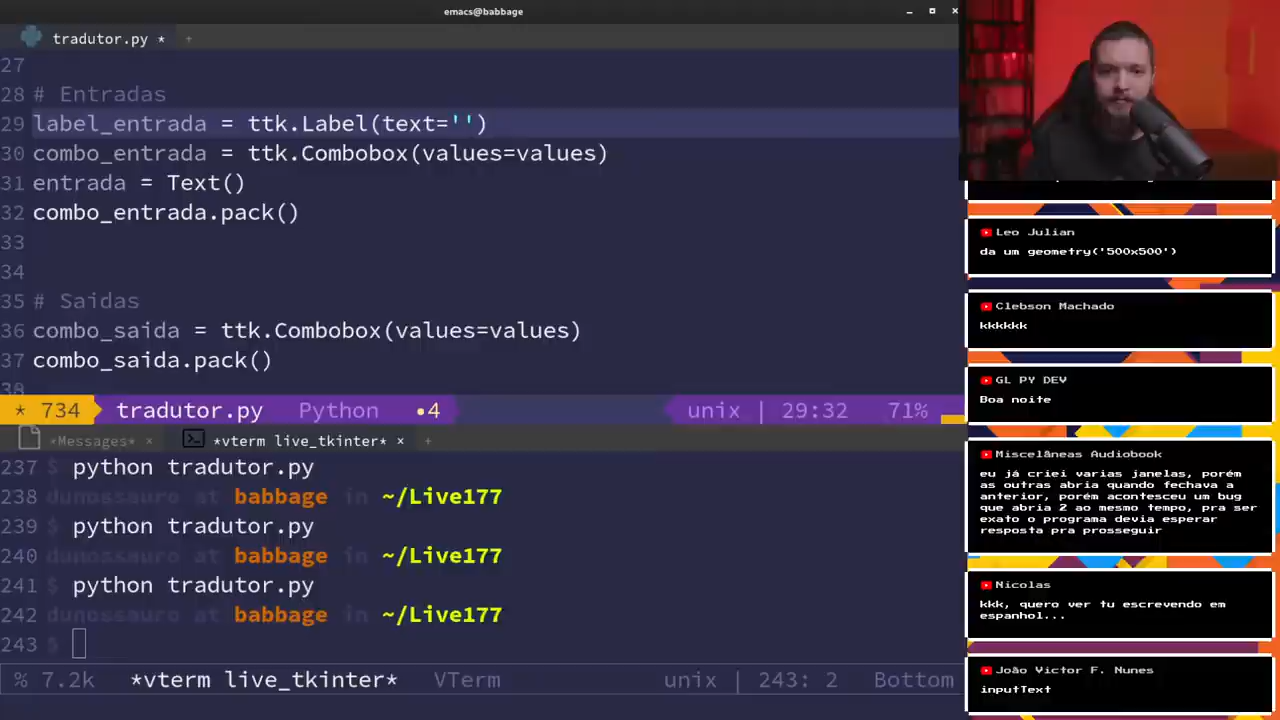 emacs@babbage
tradutor.py * +
27
28 # Entradas
29 label_entrada = ttk.Label(text='')
30 combo_entrada = ttk.Combobox(values=values)
31 entrada = Text()
32 combo_entrada.pack()
33
34
35 # Saidas
36 combo_saida = ttk.Combobox(values=values)
37 combo_saida.pack()
38
* 734 tradutor.py Python •4 unix | 29:32 71%
*Messages* × *vterm live_tkinter* × +
237 $ python tradutor.py
238 dunossauro at babbage in ~/Live177
239 $ python tradutor.py
240 dunossauro at babbage in ~/Live177
241 $ python tradutor.py
242 dunossauro at babbage in ~/Live177
243 $
% 7.2k *vterm live_tkinter* VTerm unix | 243: 2 Bottom
Leo Julian
da um geometry('500x500')
Clebson Machado
kkkkkk
GL PY DEV
Boa noite
Miscelâneas Audiobook
eu já criei varias janelas, porém
as outras abria quando fechava a
anterior, porém aconteceu um bug
que abria 2 ao mesmo tempo, pra ser
exato o programa devia esperar
resposta pra prosseguir
Nicolas
kkk, quero ver tu escrevendo em
espanhol...
João Victor F. Nunes
inputText